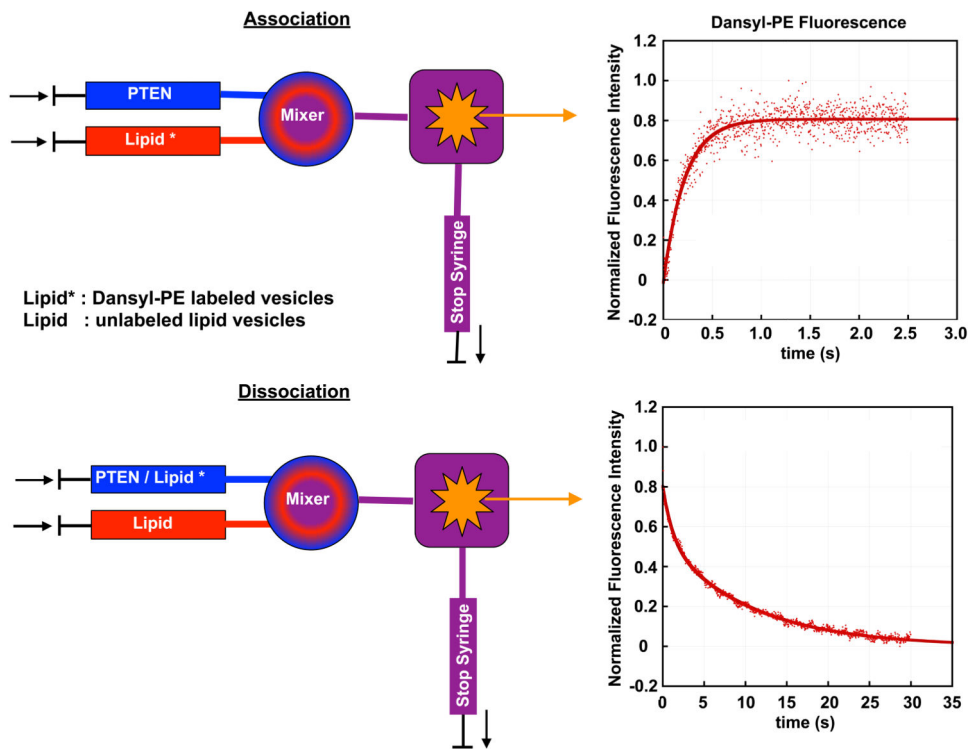 Association
PTEN
Lipid *
Mixer
Stop Syringe
Lipid* : Dansyl-PE labeled vesicles
Lipid : unlabeled lipid vesicles
Dansyl-PE Fluorescence
Normalized Fluorescence Intensity
1.2
1.0
0.8
0.6
0.4
0.2
0
-0.2
0 0.5 1.0 1.5 2.0 2.5 3.0
time (s)
Dissociation
PTEN / Lipid *
Lipid
Mixer
Stop Syringe
Normalized Fluorescence Intensity
1.2
1.0
0.8
0.6
0.4
0.2
0
-0.2
0 5 10 15 20 25 30 35
time (s)